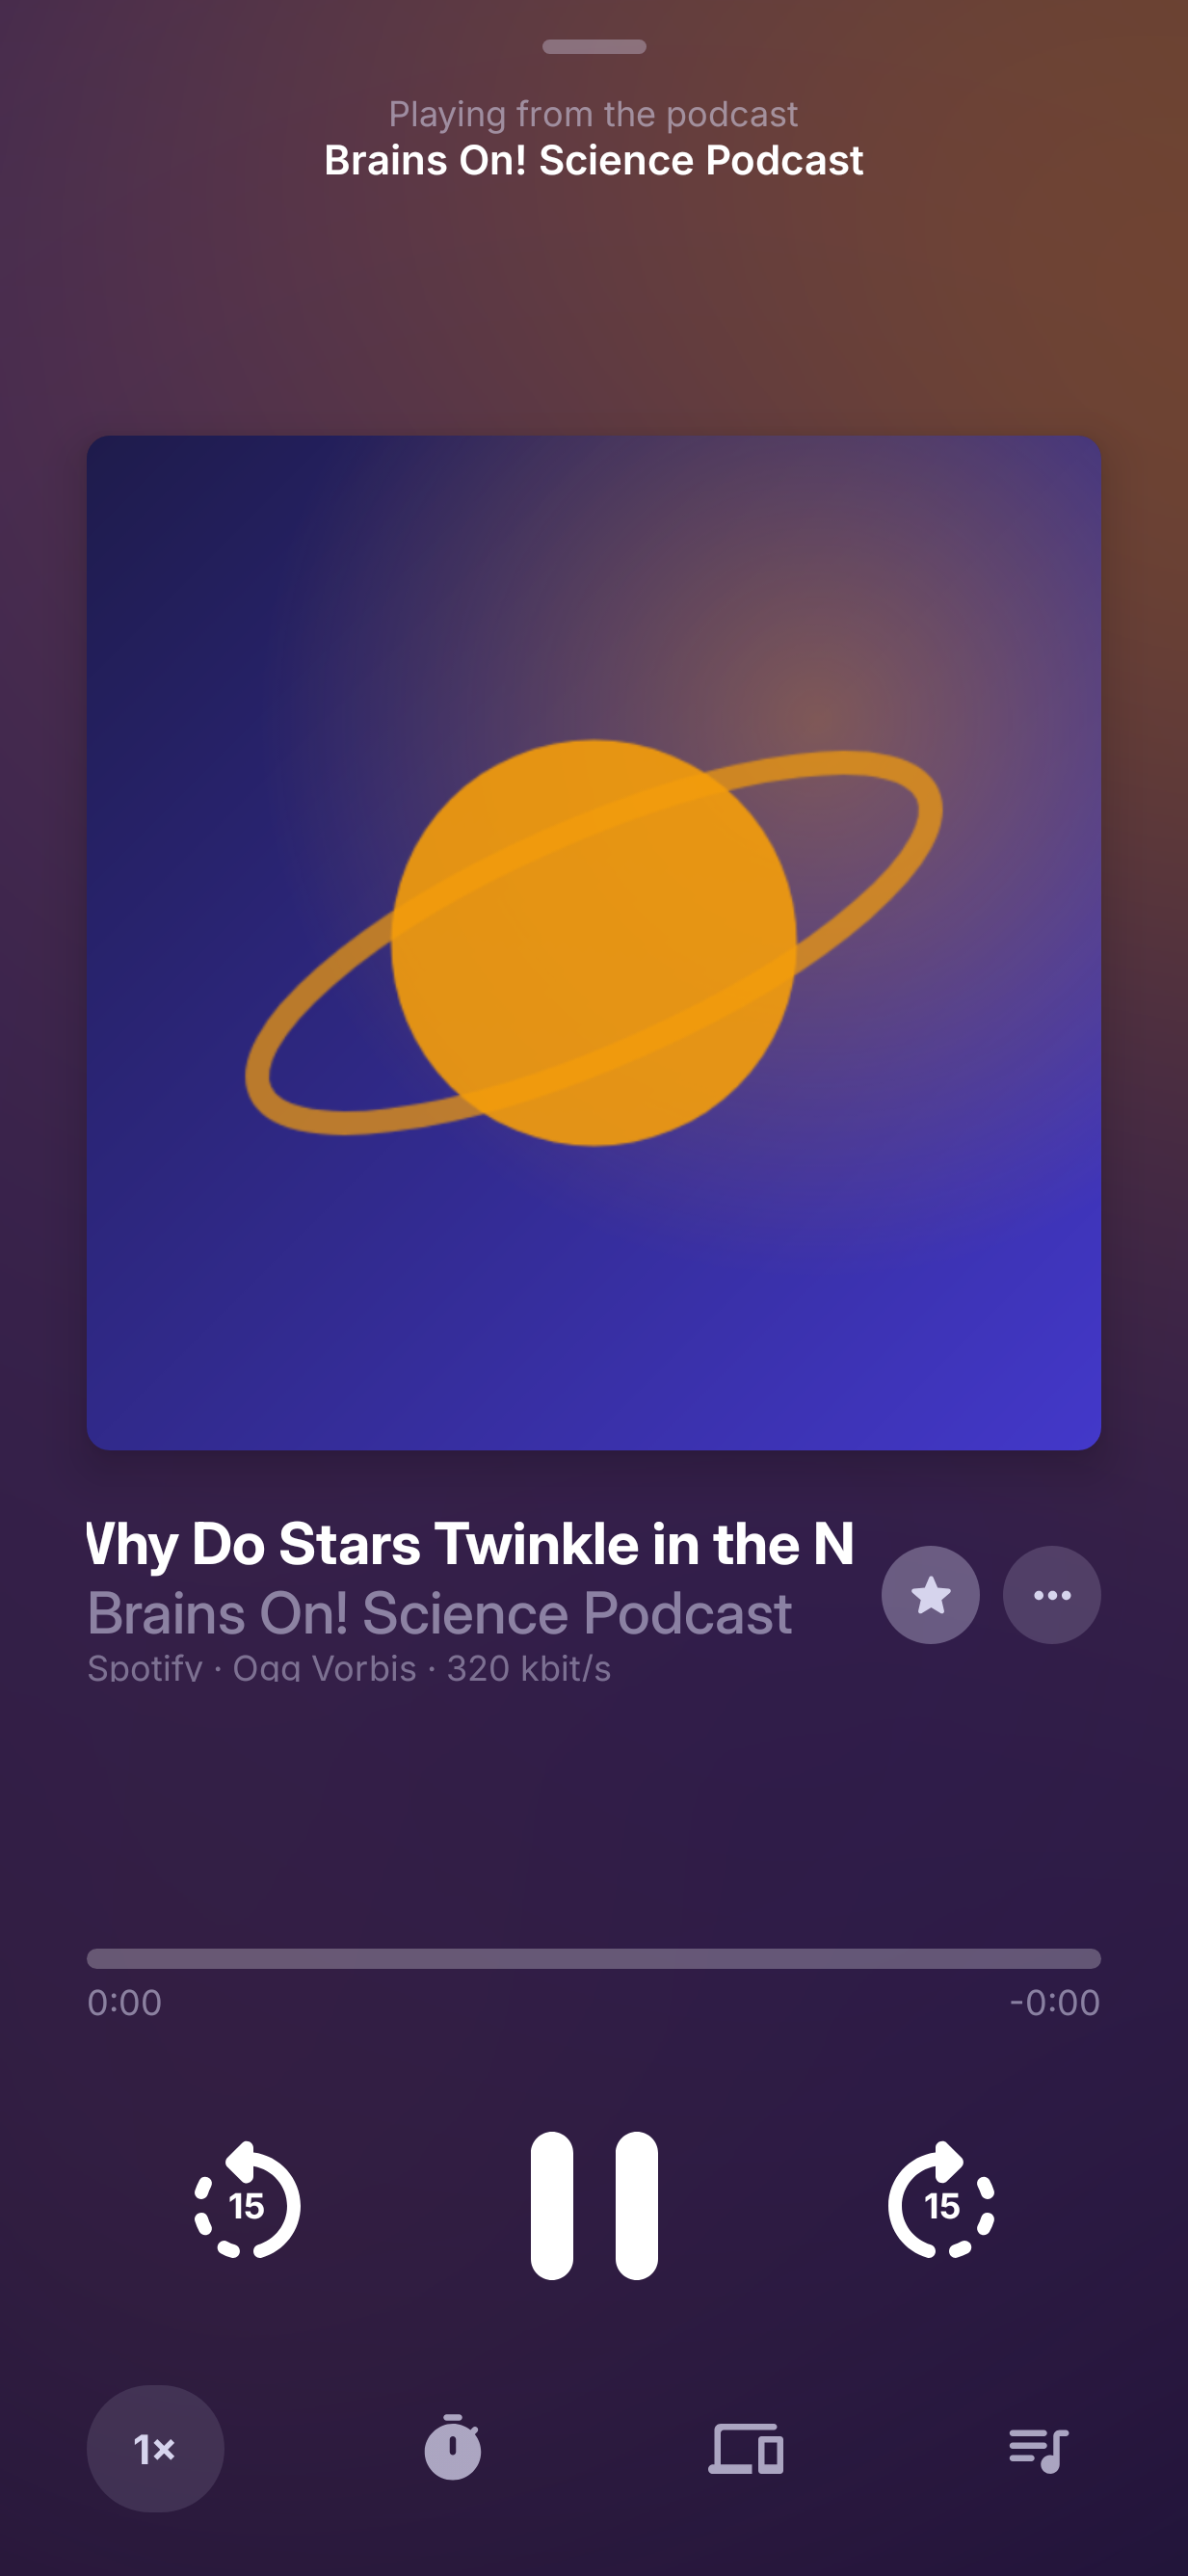 Playing from the podcast
Brains On! Science Podcast
Why Do Stars Twinkle in the N
Brains On! Science Podcast
Spotify · Ogg Vorbis · 320 kbit/s
0:00
-0:00
15
15
1×